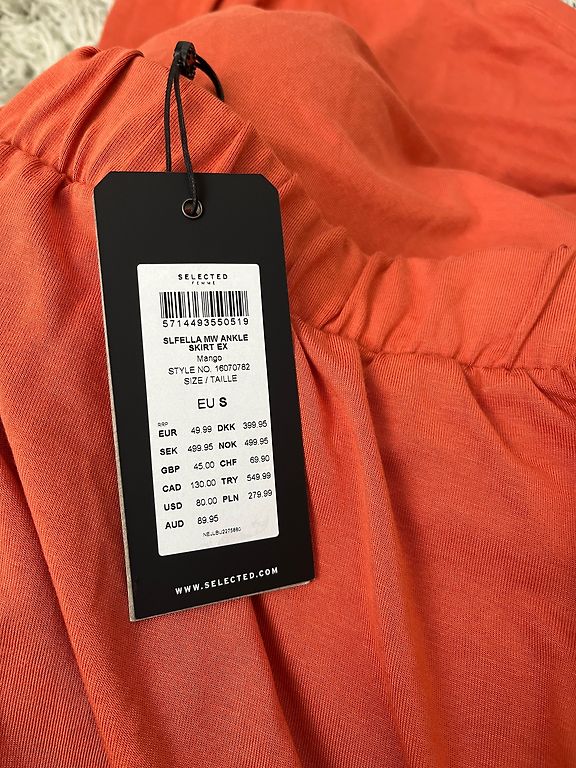 SELECTED
FEMME
5714493550519
SLFELLA MW ANKLE
SKIRT EX
Mango
STYLE NO. 16070782
SIZE / TAILLE
EU S
RRP
EUR 49.99 DKK 399.95
SEK 499.95 NOK 499.95
GBP 45.00 CHF 69.90
CAD 130.00 TRY 549.99
USD 80.00 PLN 279.99
AUD 89.95
WWW.SELECTED.COM